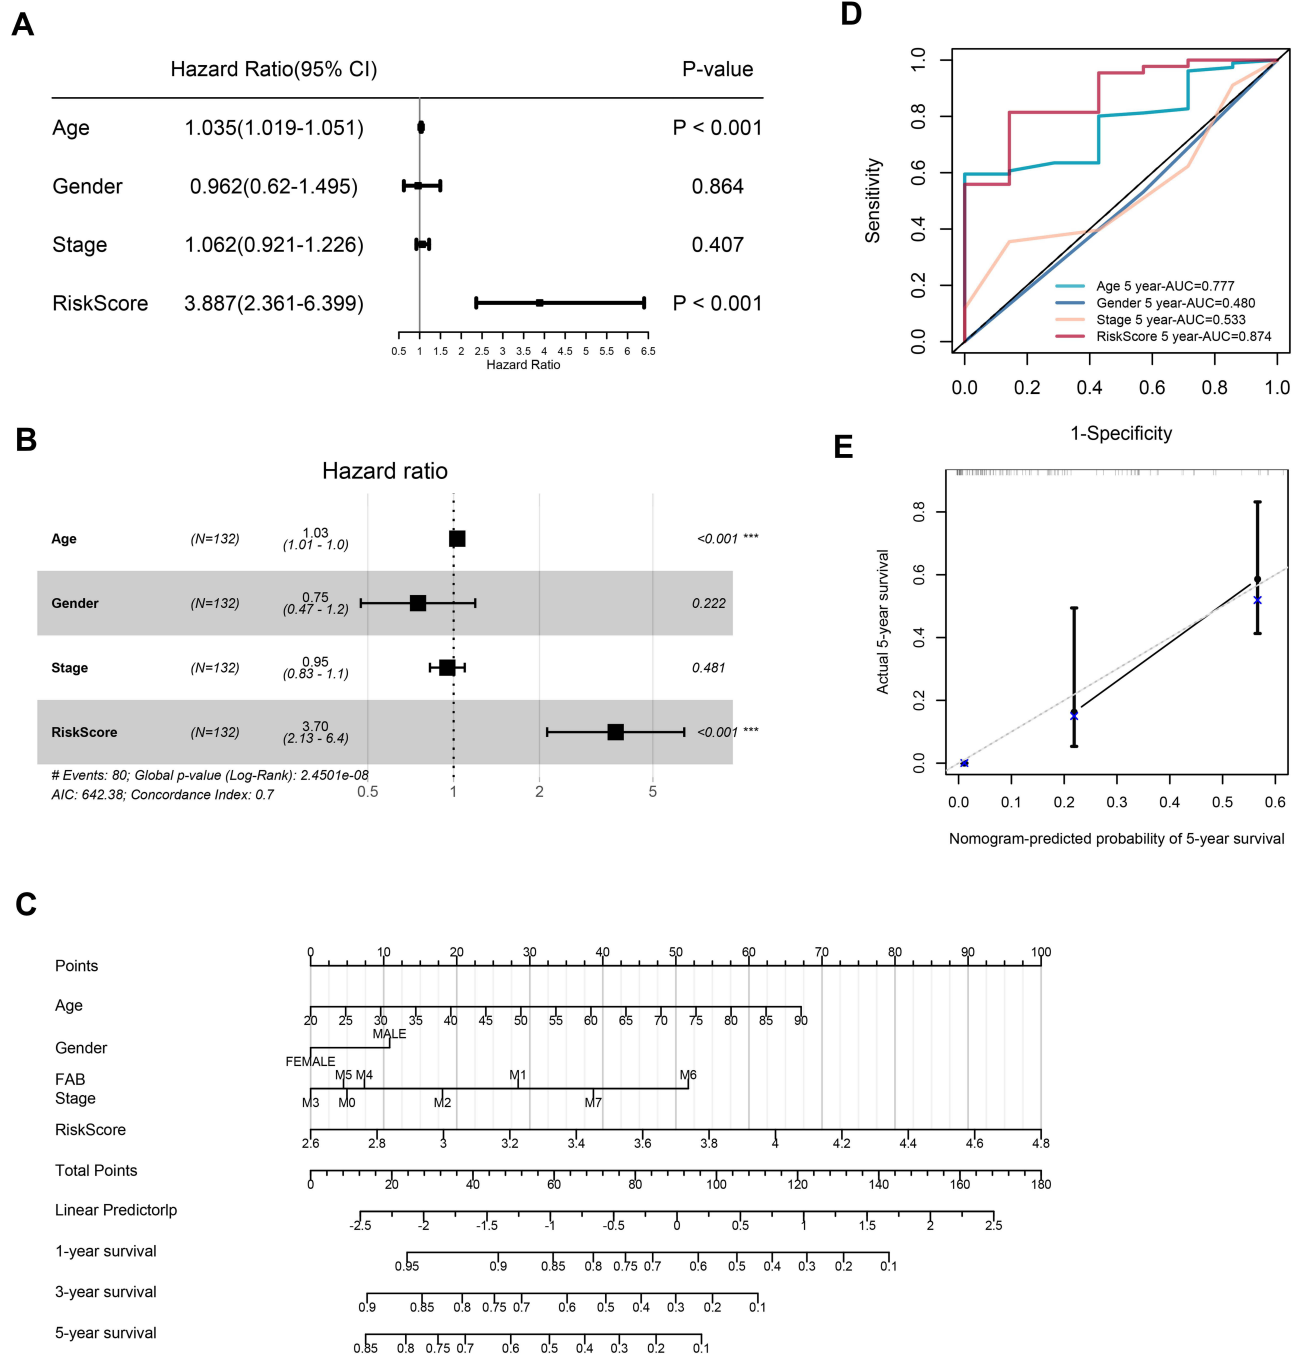 A
Hazard Ratio(95% CI)
P-value
Age
1.035(1.019-1.051)
P < 0.001
Gender
0.962(0.62-1.495)
0.864
Stage
1.062(0.921-1.226)
0.407
RiskScore
3.887(2.361-6.399)
P < 0.001
0.5 1 1.5 2 2.5 3 3.5 4 4.5 5 5.5 6 6.5
Hazard Ratio
B
Hazard ratio
Age
(N=132)
1.03
(1.01 - 1.0)
<0.001 ***
Gender
(N=132)
0.75
(0.47 - 1.2)
0.222
Stage
(N=132)
0.95
(0.83 - 1.1)
0.481
RiskScore
(N=132)
3.70
(2.13 - 6.4)
<0.001 ***
# Events: 80; Global p-value (Log-Rank): 2.4501e-08
AIC: 642.38; Concordance Index: 0.7
0.5 1 2 5
D
Sensitivity
1.0
0.8
0.6
0.4
0.2
0.0
Age 5 year-AUC=0.777
Gender 5 year-AUC=0.480
Stage 5 year-AUC=0.533
RiskScore 5 year-AUC=0.874
0.0 0.2 0.4 0.6 0.8 1.0
1-Specificity
E
Actual 5-year survival
0.8
0.6
0.4
0.2
0.0
0.0 0.1 0.2 0.3 0.4 0.5 0.6
Nomogram-predicted probability of 5-year survival
C
Points
0 10 20 30 40 50 60 70 80 90 100
Age
20 25 30 35 40 45 50 55 60 65 70 75 80 85 90
Gender
MALE
FEMALE
FAB
Stage
M5 M4 M1 M6
M3 M0 M2 M7
RiskScore
2.6 2.8 3 3.2 3.4 3.6 3.8 4 4.2 4.4 4.6 4.8
Total Points
0 20 40 60 80 100 120 140 160 180
Linear Predictorlp
-2.5 -2 -1.5 -1 -0.5 0 0.5 1 1.5 2 2.5
1-year survival
0.95 0.9 0.85 0.8 0.75 0.7 0.6 0.5 0.4 0.3 0.2 0.1
3-year survival
0.9 0.85 0.8 0.75 0.7 0.6 0.5 0.4 0.3 0.2 0.1
5-year survival
0.85 0.8 0.75 0.7 0.6 0.5 0.4 0.3 0.2 0.1